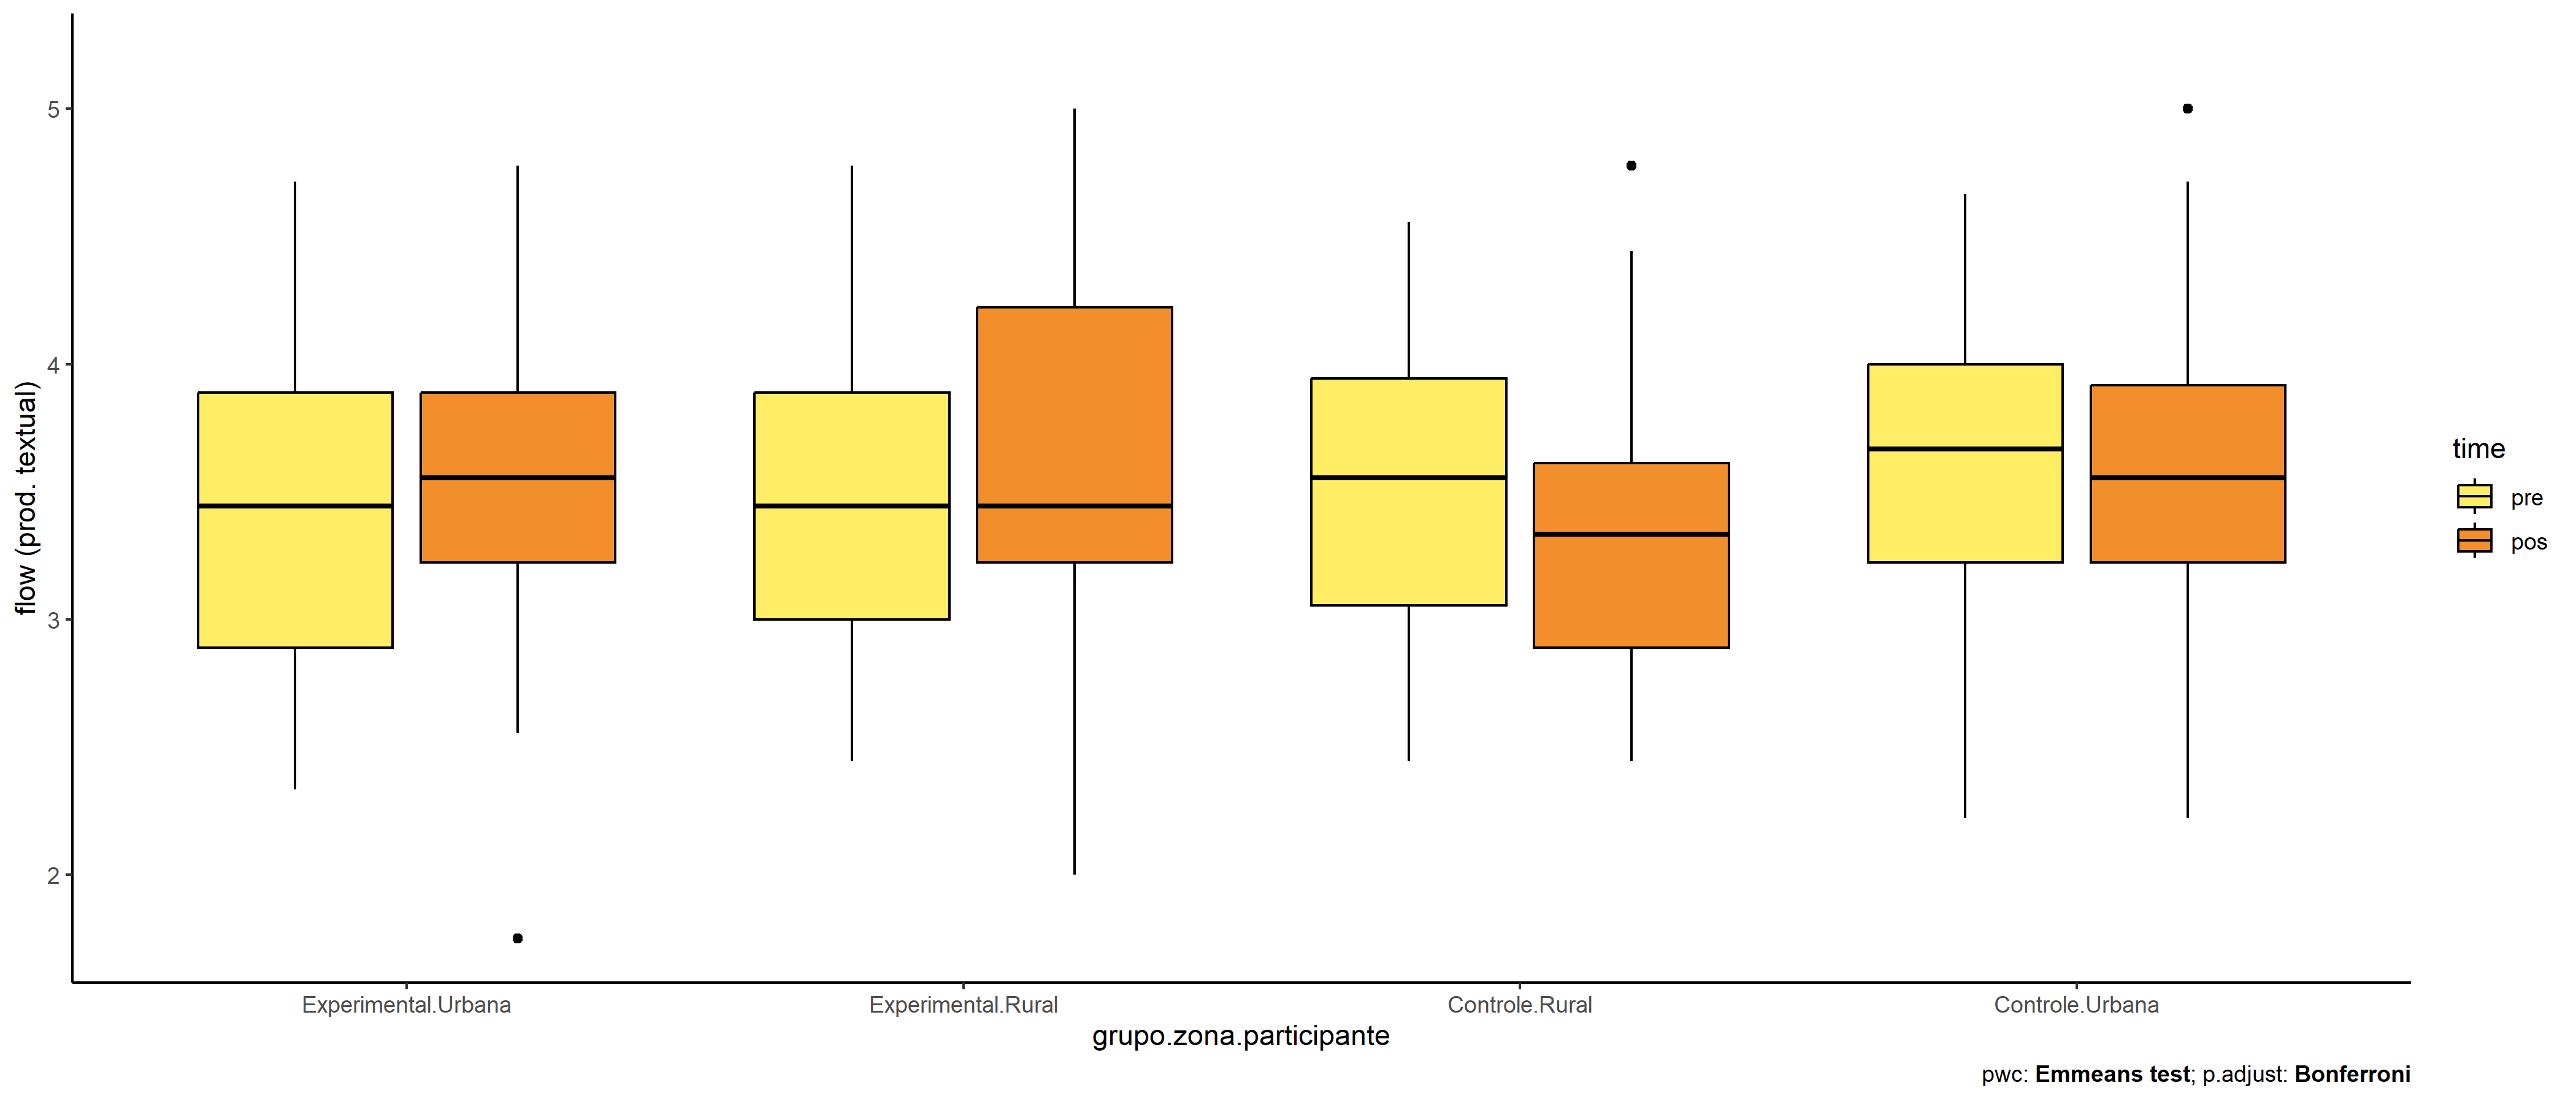 flow (prod. textual)
5
4
3
2
Experimental.Urbana
Experimental.Rural
Controle.Rural
Controle.Urbana
grupo.zona.participante
time
pre
pos
pwc: Emmeans test; p.adjust: Bonferroni